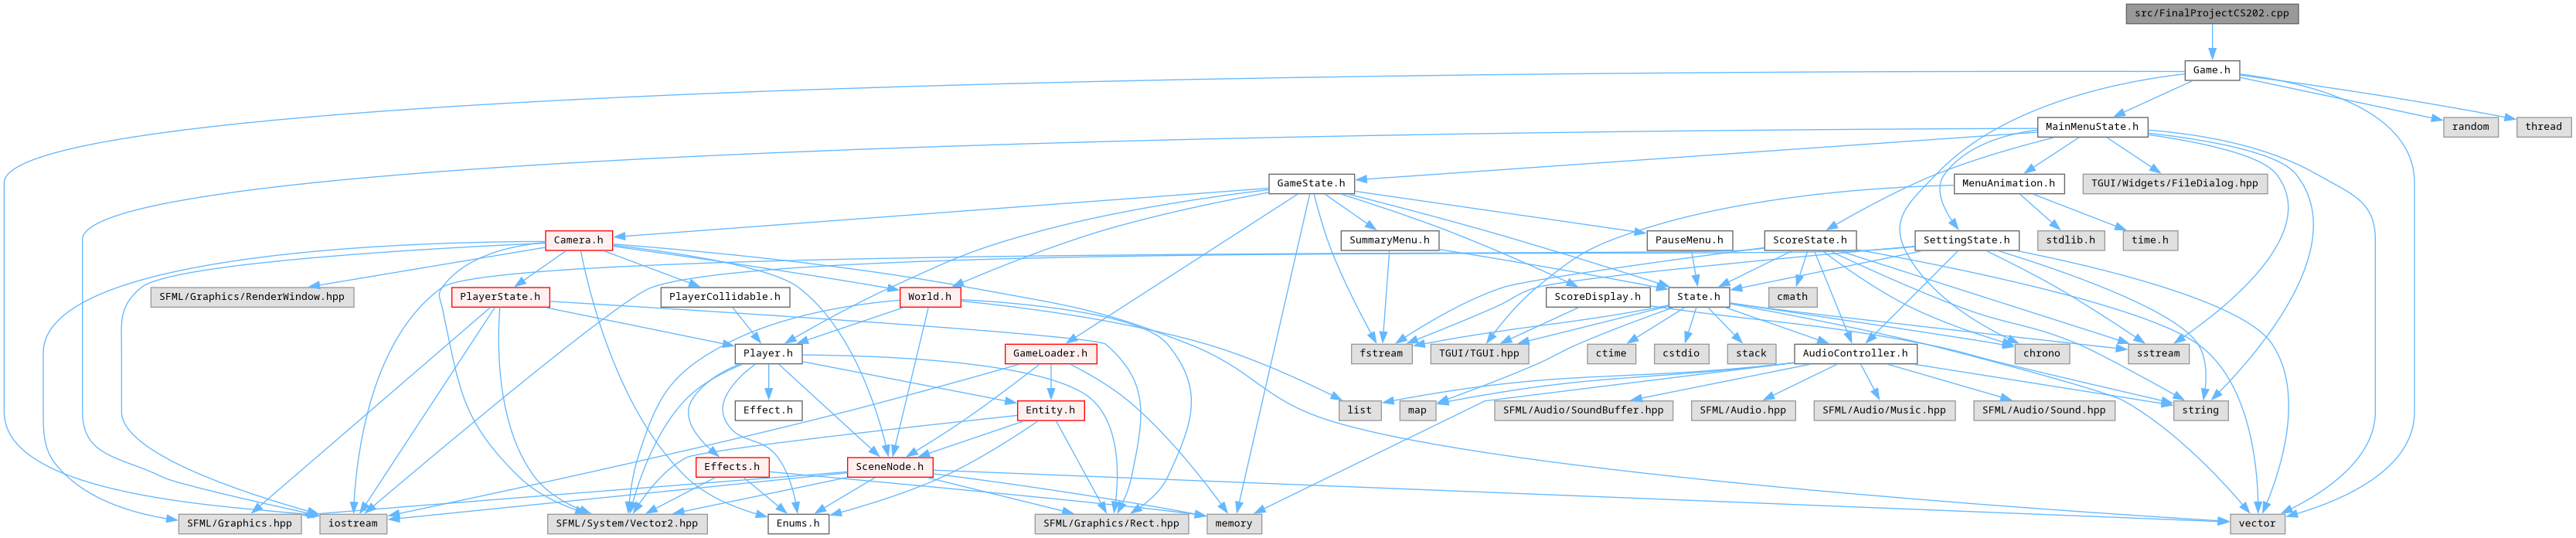 src/FinalProjectCS202.cpp
Game.h
MainMenuState.h
random
thread
GameState.h
MenuAnimation.h
TGUI/Widgets/FileDialog.hpp
Camera.h
SummaryMenu.h
PauseMenu.h
ScoreState.h
SettingState.h
stdlib.h
time.h
SFML/Graphics/RenderWindow.hpp
PlayerState.h
PlayerCollidable.h
World.h
ScoreDisplay.h
State.h
cmath
Player.h
GameLoader.h
fstream
TGUI/TGUI.hpp
ctime
cstdio
stack
AudioController.h
chrono
sstream
Effect.h
Entity.h
list
map
SFML/Audio/SoundBuffer.hpp
SFML/Audio.hpp
SFML/Audio/Music.hpp
SFML/Audio/Sound.hpp
string
Effects.h
SceneNode.h
SFML/Graphics.hpp
iostream
SFML/System/Vector2.hpp
Enums.h
SFML/Graphics/Rect.hpp
memory
vector